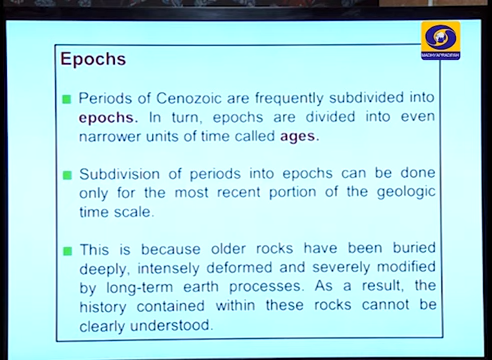 MADHYAPRADESH
Epochs
Periods of Cenozoic are frequently subdivided into
epochs. In turn, epochs are divided into even
narrower units of time called ages.
Subdivision of periods into epochs can be done
only for the most recent portion of the geologic
time scale.
This is because older rocks have been buried
deeply, intensely deformed and severely modified
by long-term earth processes. As a result, the
history contained within these rocks cannot be
clearly understood.